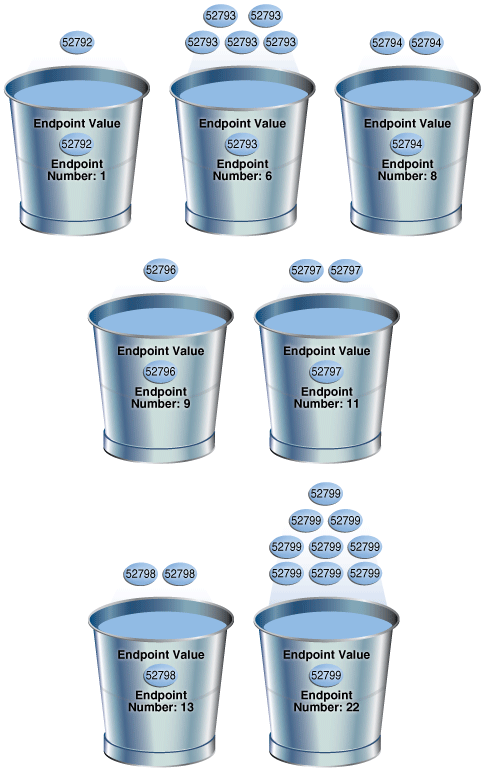 52792
52793 52793
52793 52793 52793
52794 52794
Endpoint Value
52792
Endpoint
Number: 1
Endpoint Value
52793
Endpoint
Number: 6
Endpoint Value
52794
Endpoint
Number: 8
52796
52797 52797
Endpoint Value
52796
Endpoint
Number: 9
Endpoint Value
52797
Endpoint
Number: 11
52798 52798
52799
52799 52799
52799 52799 52799
52799 52799 52799
Endpoint Value
52798
Endpoint
Number: 13
Endpoint Value
52799
Endpoint
Number: 22